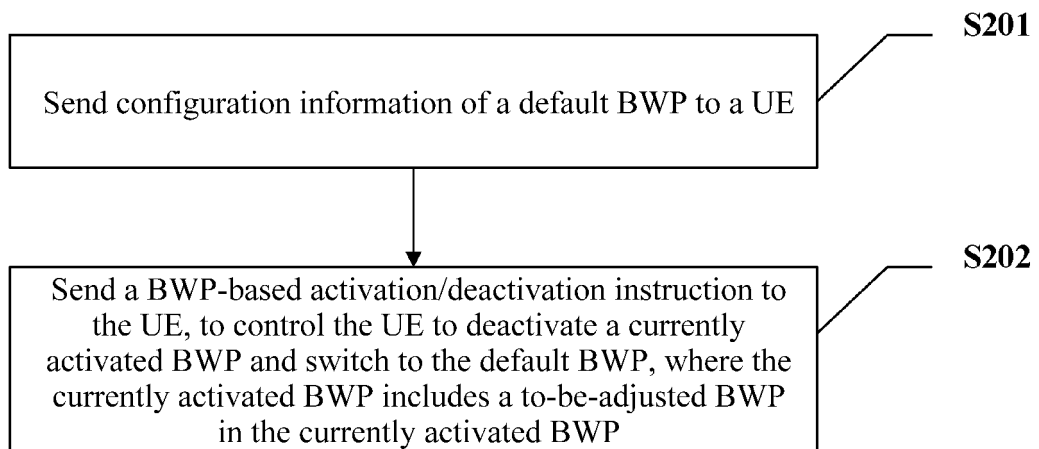 S201
Send configuration information of a default BWP to a UE
S202
Send a BWP-based activation/deactivation instruction to
the UE, to control the UE to deactivate a currently
activated BWP and switch to the default BWP, where the
currently activated BWP includes a to-be-adjusted BWP
in the currently activated BWP